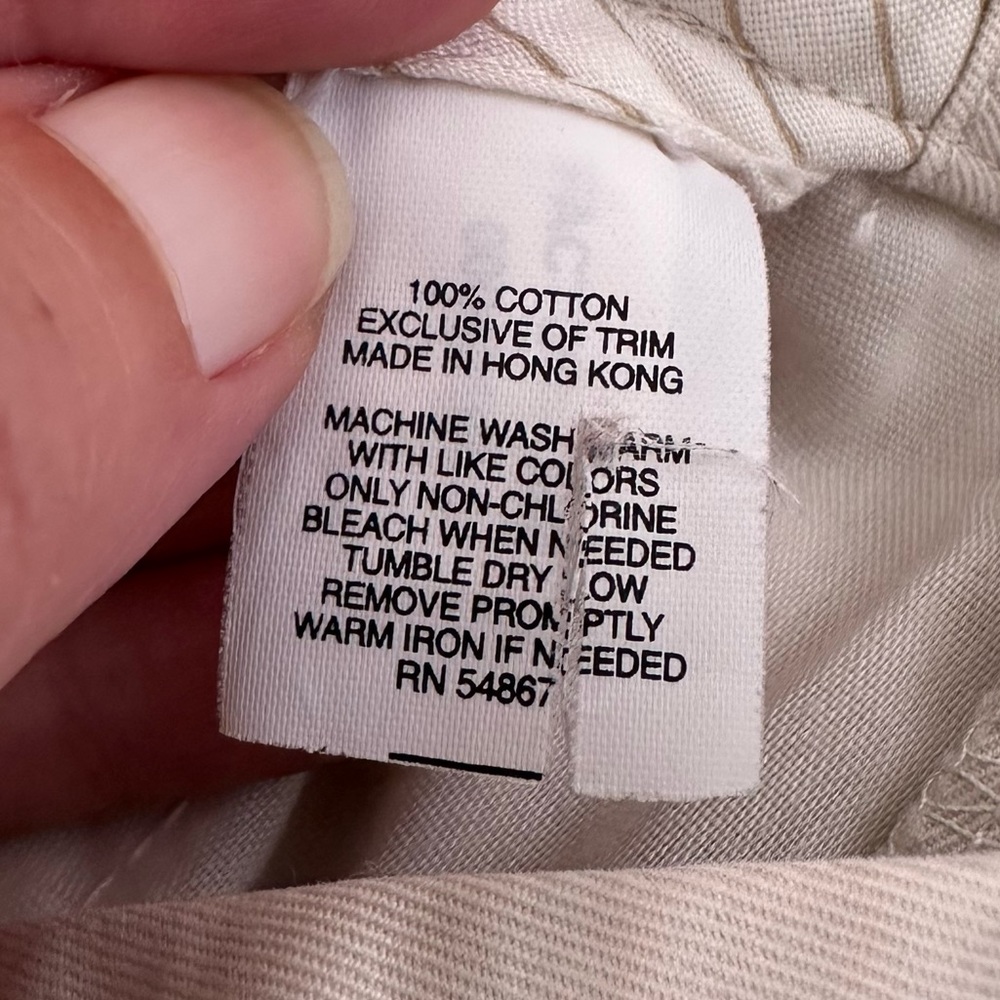 100% COTTON
EXCLUSIVE OF TRIM
MADE IN HONG KONG
MACHINE WASH WARM
WITH LIKE COLORS
ONLY NON-CHLORINE
BLEACH WHEN NEEDED
TUMBLE DRY LOW
REMOVE PROMPTLY
WARM IRON IF NEEDED
RN 54867